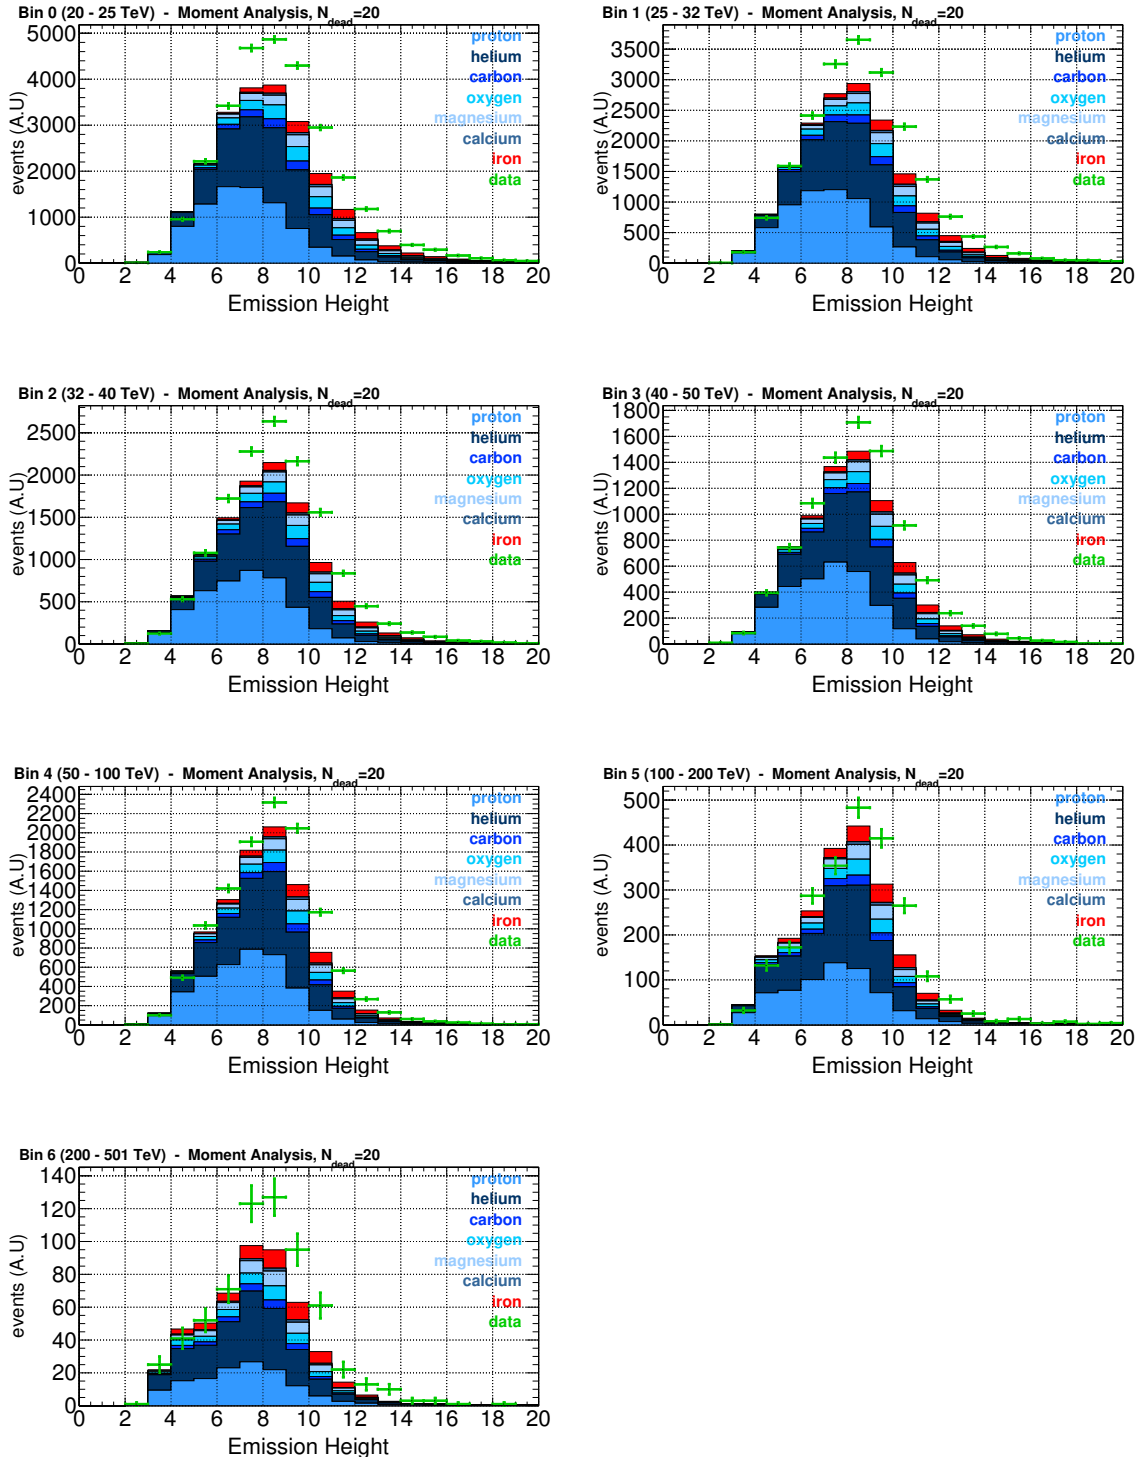 Bin 0 (20 - 25 TeV) - Moment Analysis, N_dead=20
events (A.U)
5000
4000
3000
2000
1000
0
proton
helium
carbon
oxygen
magnesium
calcium
iron
data
0 2 4 6 8 10 12 14 16 18 20
Emission Height
Bin 1 (25 - 32 TeV) - Moment Analysis, N_dead=20
events (A.U)
3500
3000
2500
2000
1500
1000
500
0
proton
helium
carbon
oxygen
magnesium
calcium
iron
data
0 2 4 6 8 10 12 14 16 18 20
Emission Height
Bin 2 (32 - 40 TeV) - Moment Analysis, N_dead=20
events (A.U)
2500
2000
1500
1000
500
0
proton
helium
carbon
oxygen
magnesium
calcium
iron
data
0 2 4 6 8 10 12 14 16 18 20
Emission Height
Bin 3 (40 - 50 TeV) - Moment Analysis, N_dead=20
events (A.U)
1800
1600
1400
1200
1000
800
600
400
200
0
proton
helium
carbon
oxygen
magnesium
calcium
iron
data
0 2 4 6 8 10 12 14 16 18 20
Emission Height
Bin 4 (50 - 100 TeV) - Moment Analysis, N_dead=20
events (A.U)
2400
2200
2000
1800
1600
1400
1200
1000
800
600
400
200
0
proton
helium
carbon
oxygen
magnesium
calcium
iron
data
0 2 4 6 8 10 12 14 16 18 20
Emission Height
Bin 5 (100 - 200 TeV) - Moment Analysis, N_dead=20
events (A.U)
500
400
300
200
100
0
proton
helium
carbon
oxygen
magnesium
calcium
iron
data
0 2 4 6 8 10 12 14 16 18 20
Emission Height
Bin 6 (200 - 501 TeV) - Moment Analysis, N_dead=20
events (A.U)
140
120
100
80
60
40
20
0
proton
helium
carbon
oxygen
magnesium
calcium
iron
data
0 2 4 6 8 10 12 14 16 18 20
Emission Height